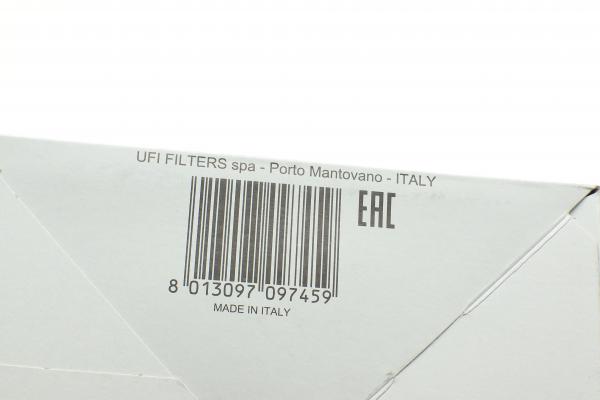 UFI FILTERS spa - Porto Mantovano - ITALY
EAC
8 013097 097459
MADE IN ITALY